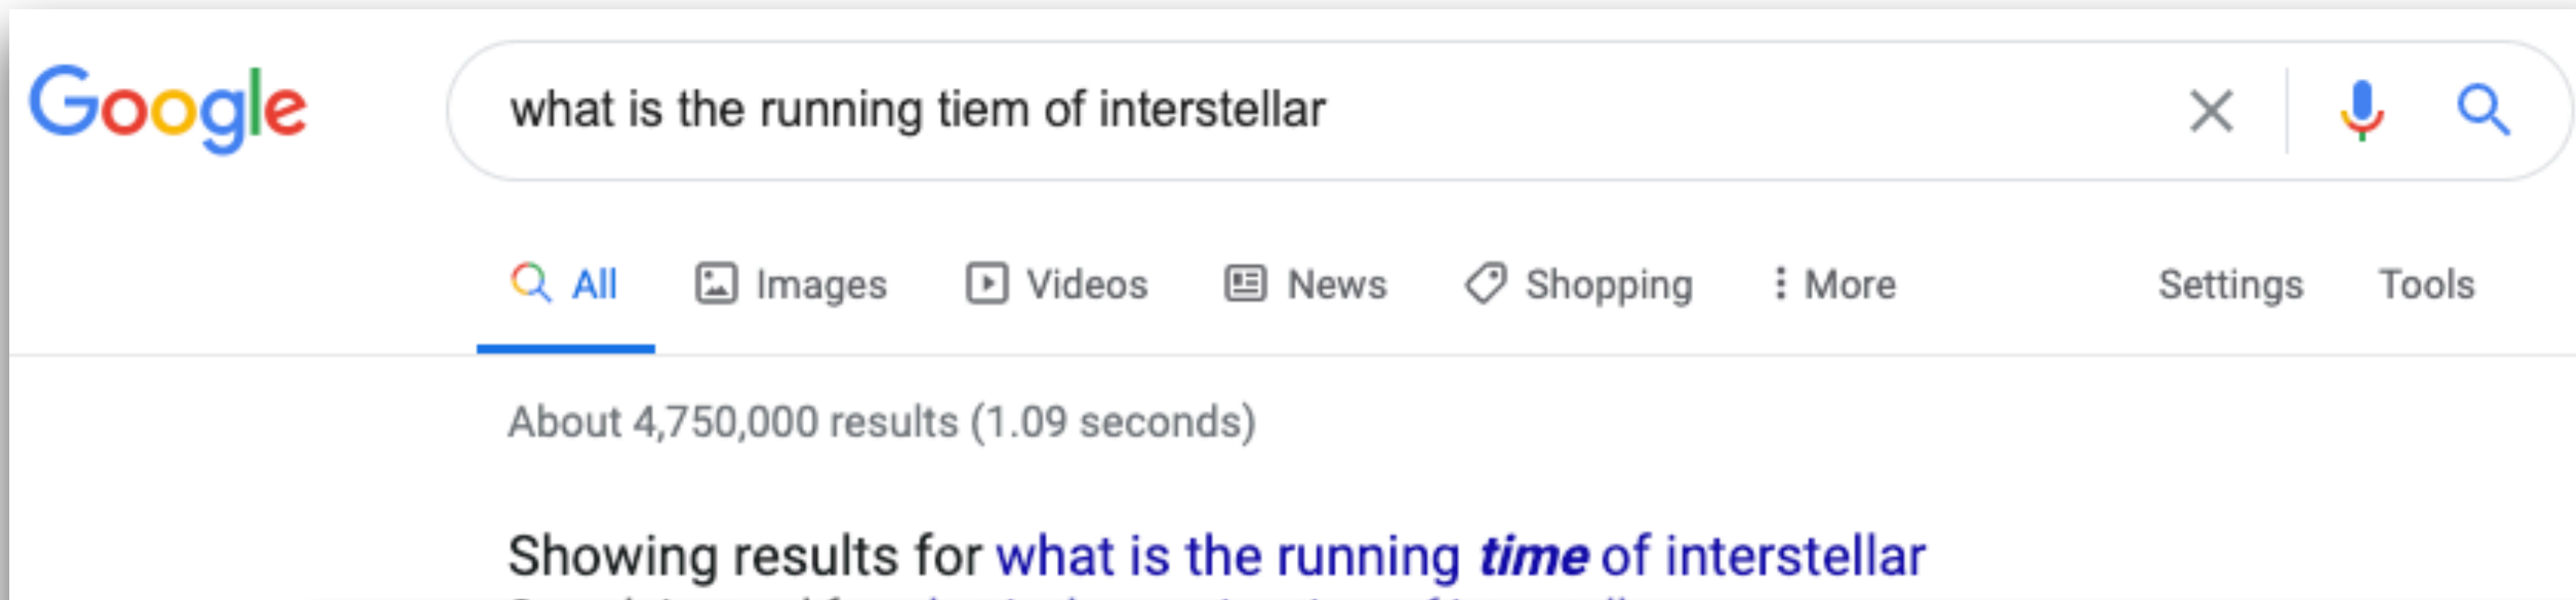 Google what is the running tiem of interstellar
All Images Videos News Shopping More Settings Tools
About 4,750,000 results (1.09 seconds)
Showing results for what is the running time of interstellar